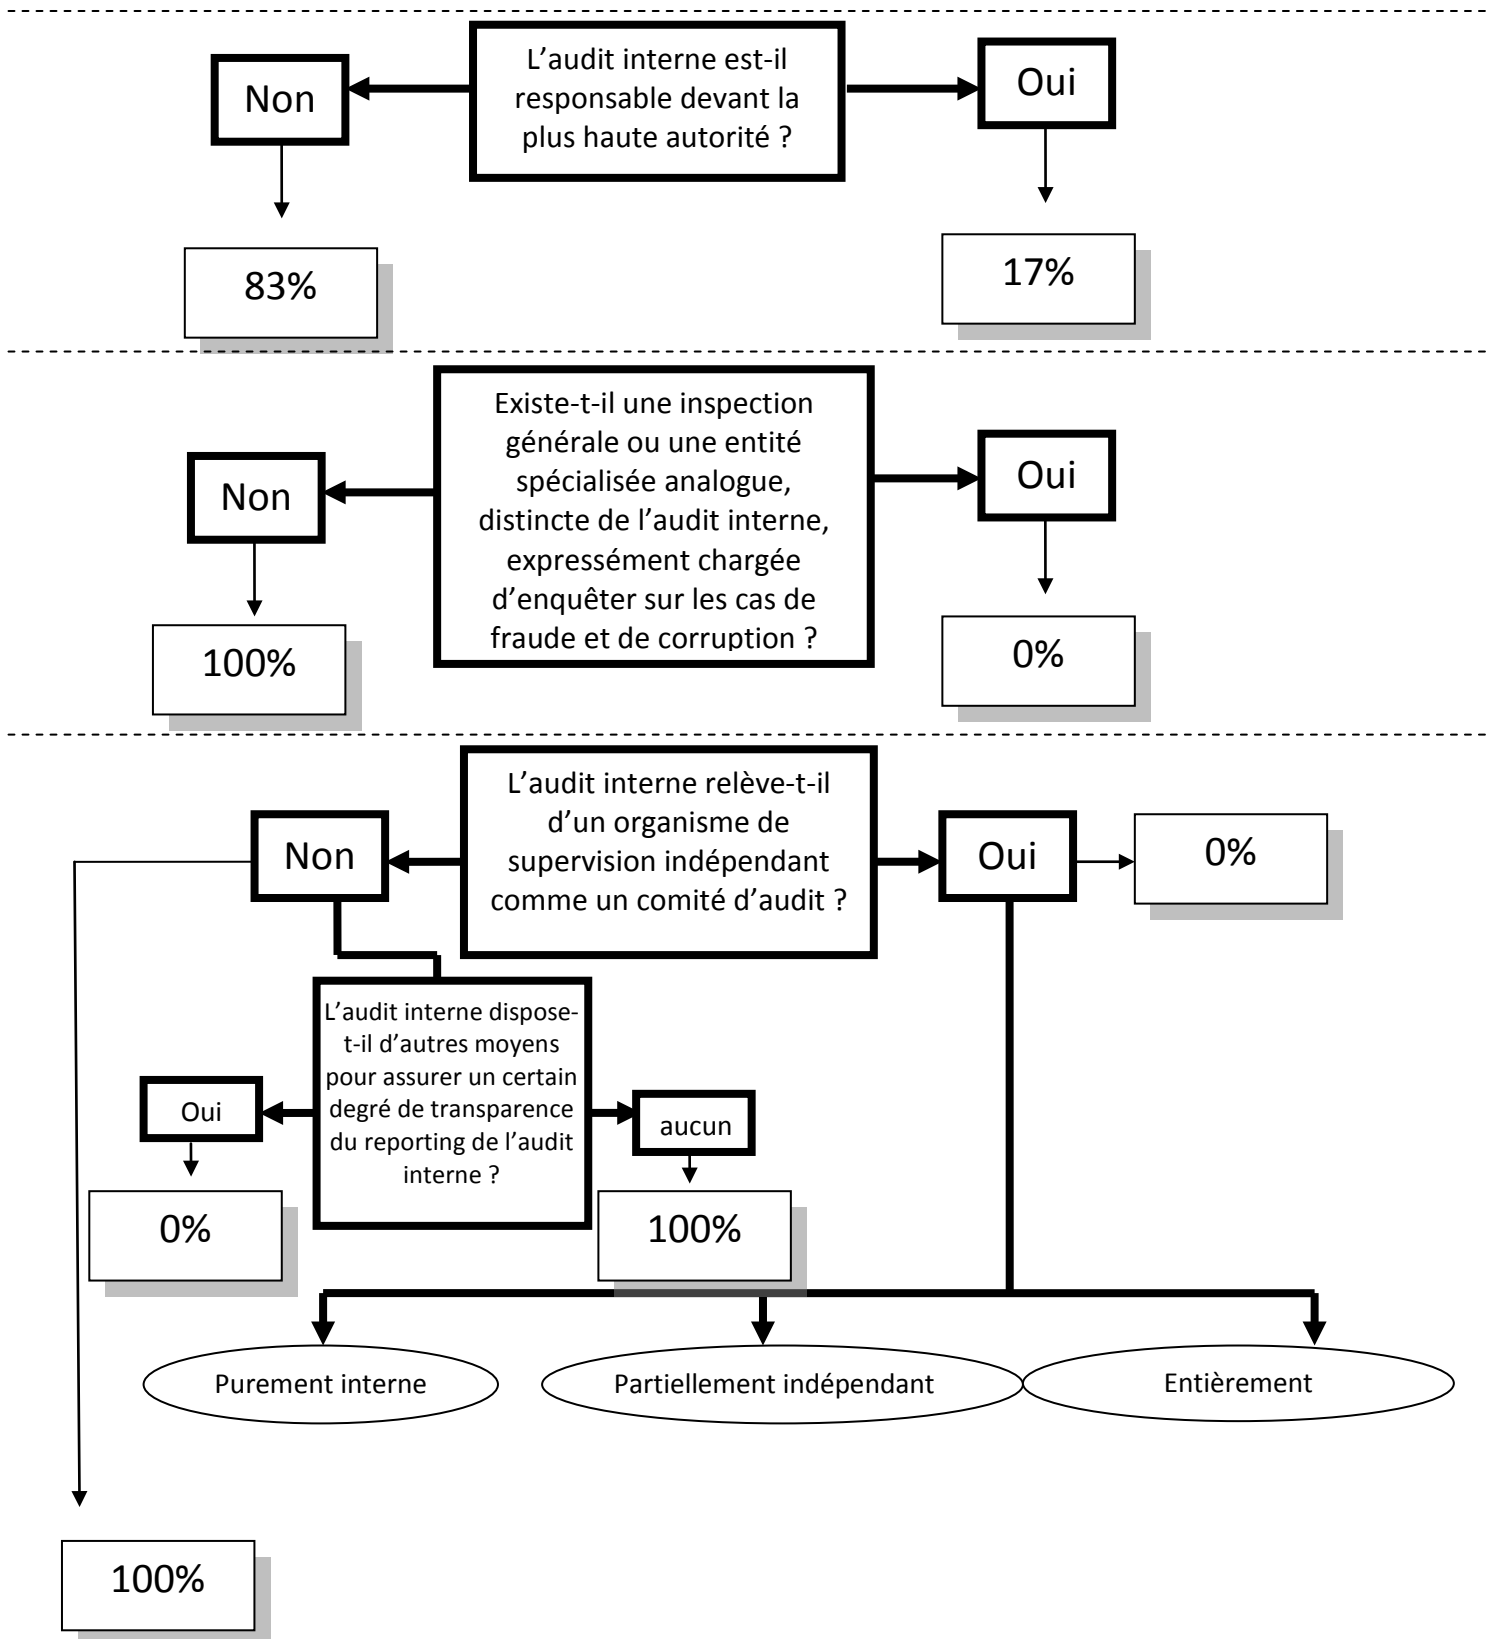 L’audit interne est-il
responsable devant la
plus haute autorité ?
Non
Oui
83%
17%
Existe-t-il une inspection
générale ou une entité
spécialisée analogue,
distincte de l’audit interne,
expressément chargée
d’enquêter sur les cas de
fraude et de corruption ?
Non
Oui
100%
0%
L’audit interne relève-t-il
d’un organisme de
supervision indépendant
comme un comité d’audit ?
Non
Oui
0%
L’audit interne dispose-
t-il d’autres moyens
pour assurer un certain
degré de transparence
du reporting de l’audit
interne ?
Oui
aucun
0%
100%
Purement interne
Partiellement indépendant
Entièrement
100%